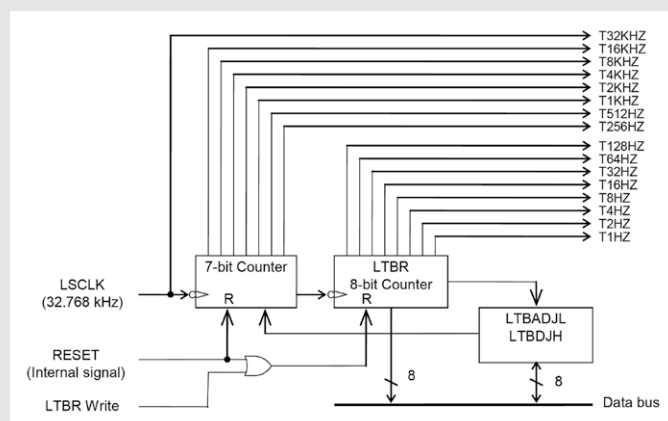 T32KHZ
T16KHZ
T8KHZ
T4KHZ
T2KHZ
T1KHZ
T512HZ
T256HZ
T128HZ
T64HZ
T32HZ
T16HZ
T8HZ
T4HZ
T2HZ
T1HZ
7-bit Counter
R
LTBR
8-bit Counter
R
LSCLK
(32.768 kHz)
LTBADJL
LTBDJH
RESET
(Internal signal)
8
8
LTBR Write
Data bus